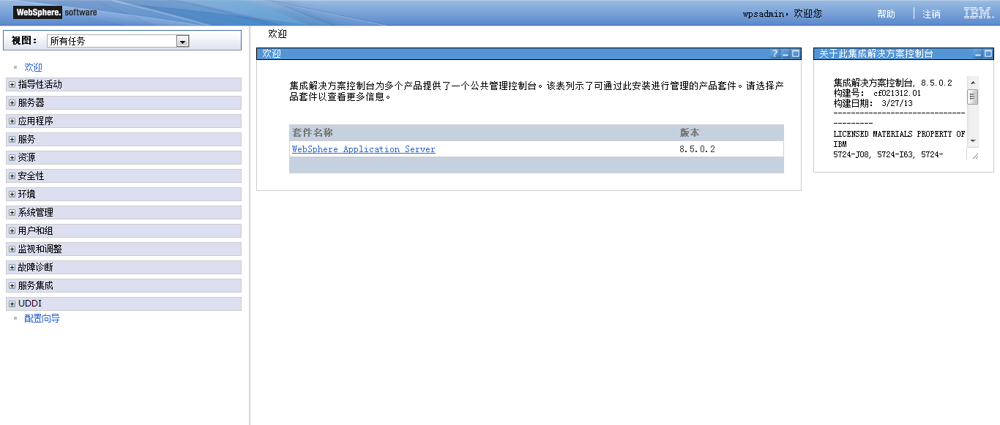 WebSphere. software
wpsadmin，欢迎您
帮助
注销
IBM.
视图：
所有任务
欢迎
指导性活动
服务器
应用程序
服务
资源
安全性
环境
系统管理
用户和组
监视和调整
故障诊断
服务集成
UDDI
配置向导
欢迎
欢迎
?
集成解决方案控制台为多个产品提供了一个公共管理控制台。该表列示了可通过此安装进行管理的产品套件。请选择产
品套件以查看更多信息。
套件名称 版本
WebSphere Application Server 8.5.0.2
关于此集成解决方案控制台
集成解决方案控制台, 8.5.0.2
构建号： cf021312.01
构建日期： 3/27/13
------------------------------
---------
LICENSED MATERIALS PROPERTY OF
IBM
5724-J08, 5724-I63, 5724-